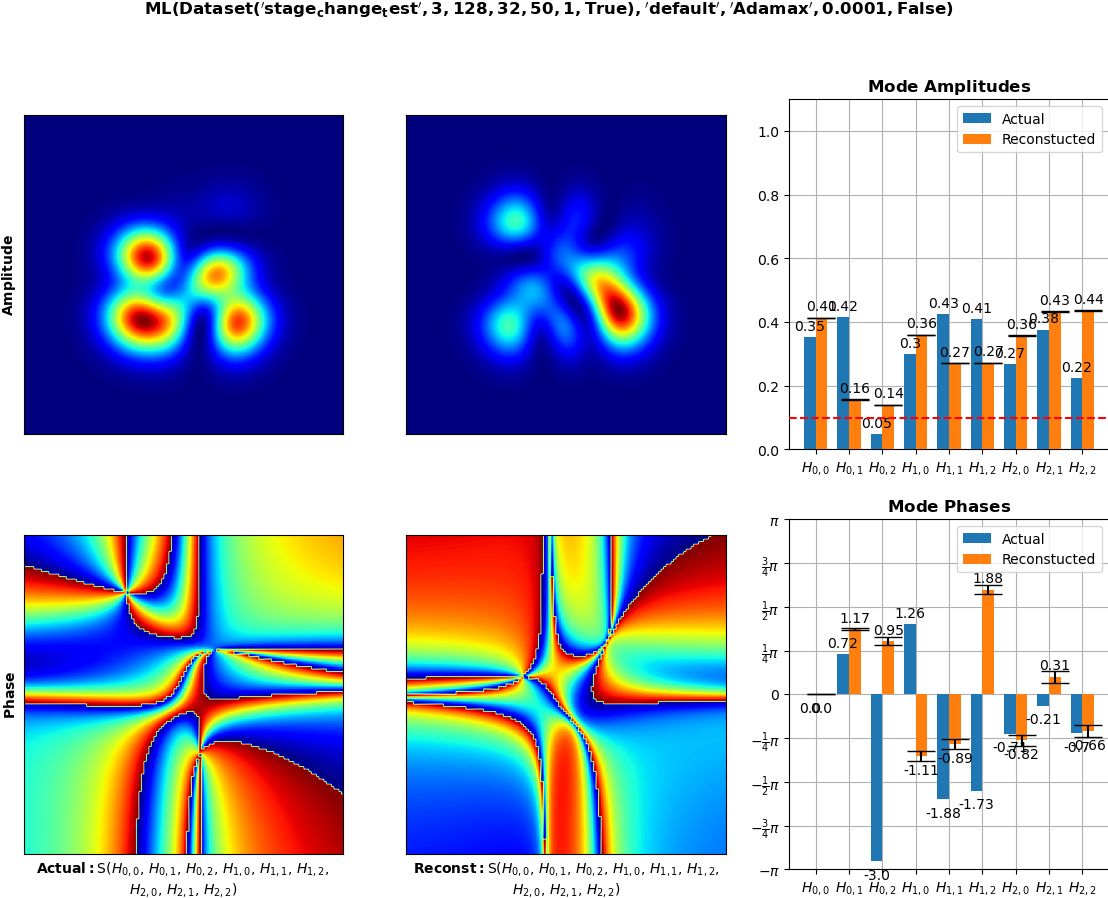 ML(Dataset('stage_change_test', 3, 128, 32, 50, 1, True), 'default', 'Adamax', 0.0001, False)
Amplitude
Mode Amplitudes
Actual
Reconstucted
1.0
0.8
0.6
0.4
0.2
0.0
0.35
0.42
0.05
0.3
0.43
0.41
0.27
0.38
0.22
0.41
0.16
0.14
0.36
0.27
0.27
0.36
0.43
0.44
H0,0 H0,1 H0,2 H1,0 H1,1 H1,2 H2,0 H2,1 H2,2
Phase
Actual: S(H0,0, H0,1, H0,2, H1,0, H1,1, H1,2,
H2,0, H2,1, H2,2)
Reconst: S(H0,0, H0,1, H0,2, H1,0, H1,1, H1,2,
H2,0, H2,1, H2,2)
Mode Phases
Actual
Reconstucted
π
3/4π
1/2π
1/4π
0
−1/4π
−1/2π
−3/4π
−π
0.0
0.72
-3.0
1.26
-1.88
-1.73
-0.21
-0.7
0.0
1.17
0.95
-1.11
-0.89
1.88
-0.82
0.31
-0.66
H0,0 H0,1 H0,2 H1,0 H1,1 H1,2 H2,0 H2,1 H2,2